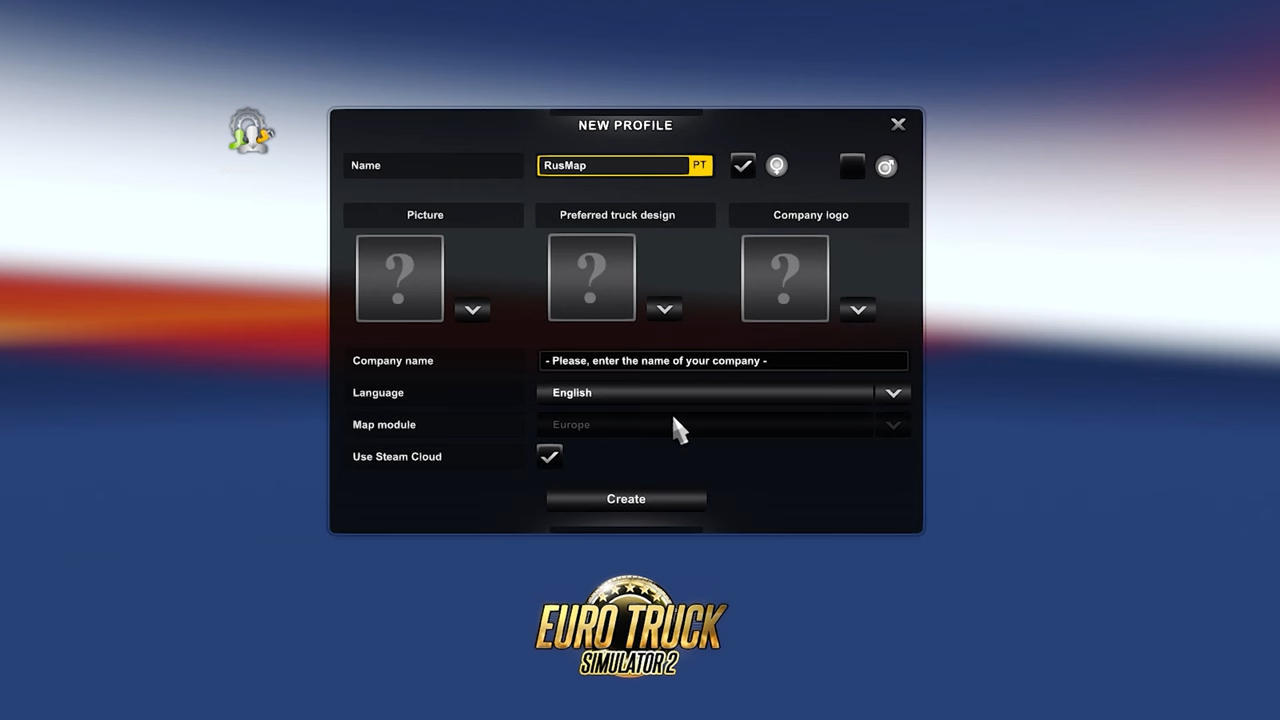 NEW PROFILE
Name
RusMap
PT
Picture
Preferred truck design
Company logo
?
?
?
Company name
- Please, enter the name of your company -
Language
English
Map module
Europe
Use Steam Cloud
Create
EURO TRUCK
SIMULATOR 2